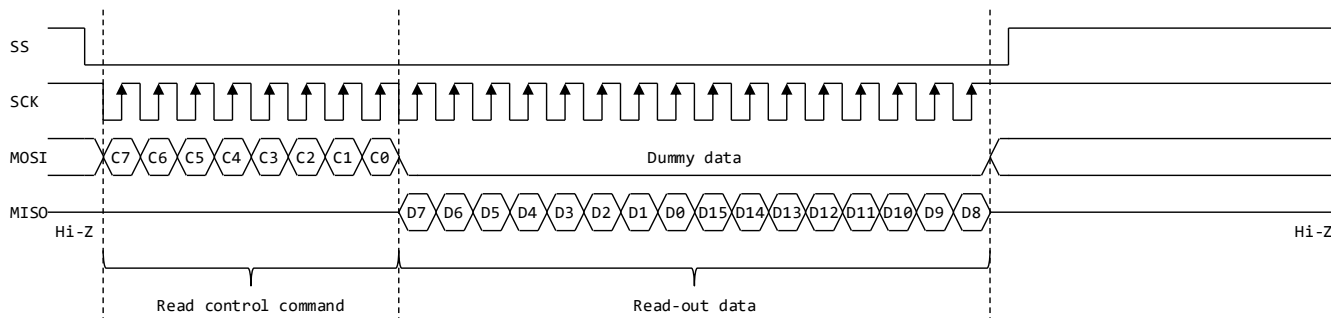 SS
SCK
MOSI C7 C6 C5 C4 C3 C2 C1 C0 Dummy data
MISO D7 D6 D5 D4 D3 D2 D1 D0 D15 D14 D13 D12 D11 D10 D9 D8
Hi-Z Hi-Z
Read control command Read-out data